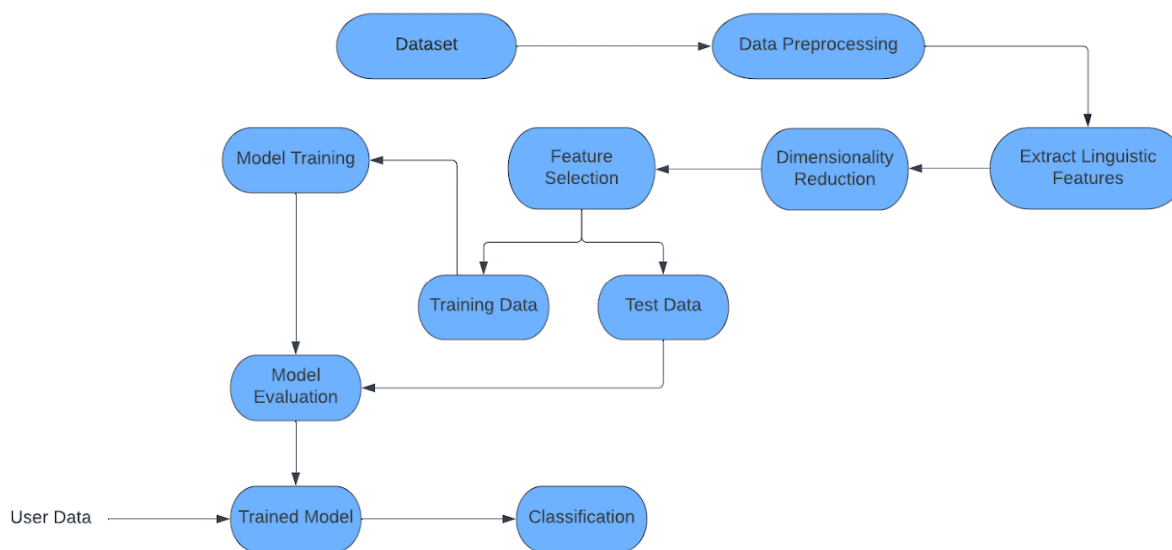 Dataset
Data Preprocessing
Model Training
Feature
Selection
Dimensionality
Reduction
Extract Linguistic
Features
Training Data
Test Data
Model
Evaluation
User Data
Trained Model
Classification